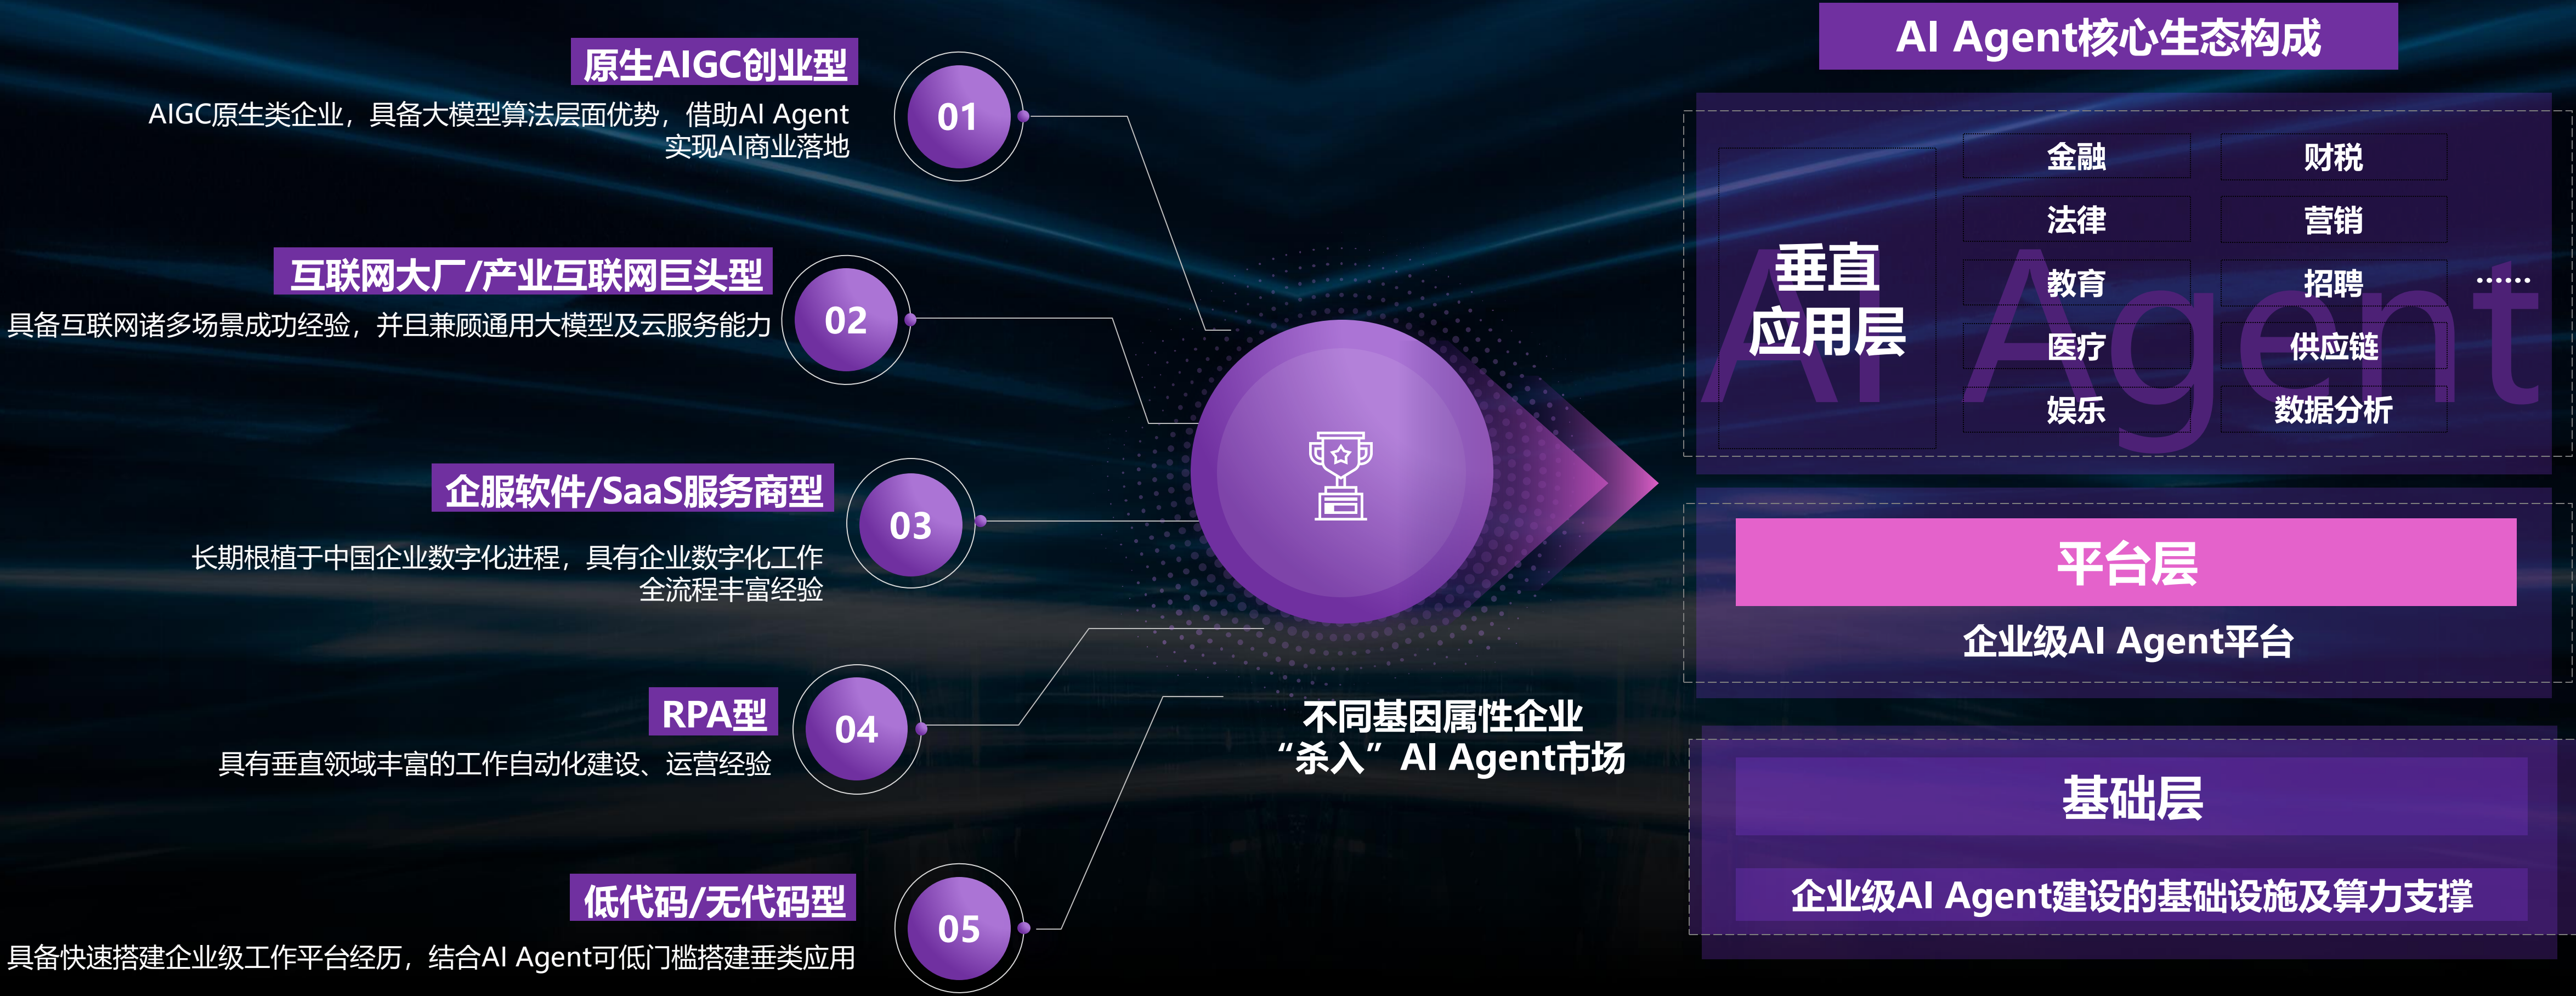 原生AIGC创业型
AIGC原生类企业，具备大模型算法层面优势，借助AI Agent
实现AI商业落地
01
互联网大厂/产业互联网巨头型
具备互联网诸多场景成功经验，并且兼顾通用大模型及云服务能力
02
企服软件/SaaS服务商型
长期根植于中国企业数字化进程，具有企业数字化工作
全流程丰富经验
03
RPA型
具有垂直领域丰富的工作自动化建设、运营经验
04
低代码/无代码型
具备快速搭建企业级工作平台经历，结合AI Agent可低门槛搭建垂类应用
05
不同基因属性企业
“杀入”AI Agent市场
AI Agent核心生态构成
AI Agent
垂直
应用层
金融
财税
法律
营销
教育
招聘
……
医疗
供应链
娱乐
数据分析
平台层
企业级AI Agent平台
基础层
企业级AI Agent建设的基础设施及算力支撑